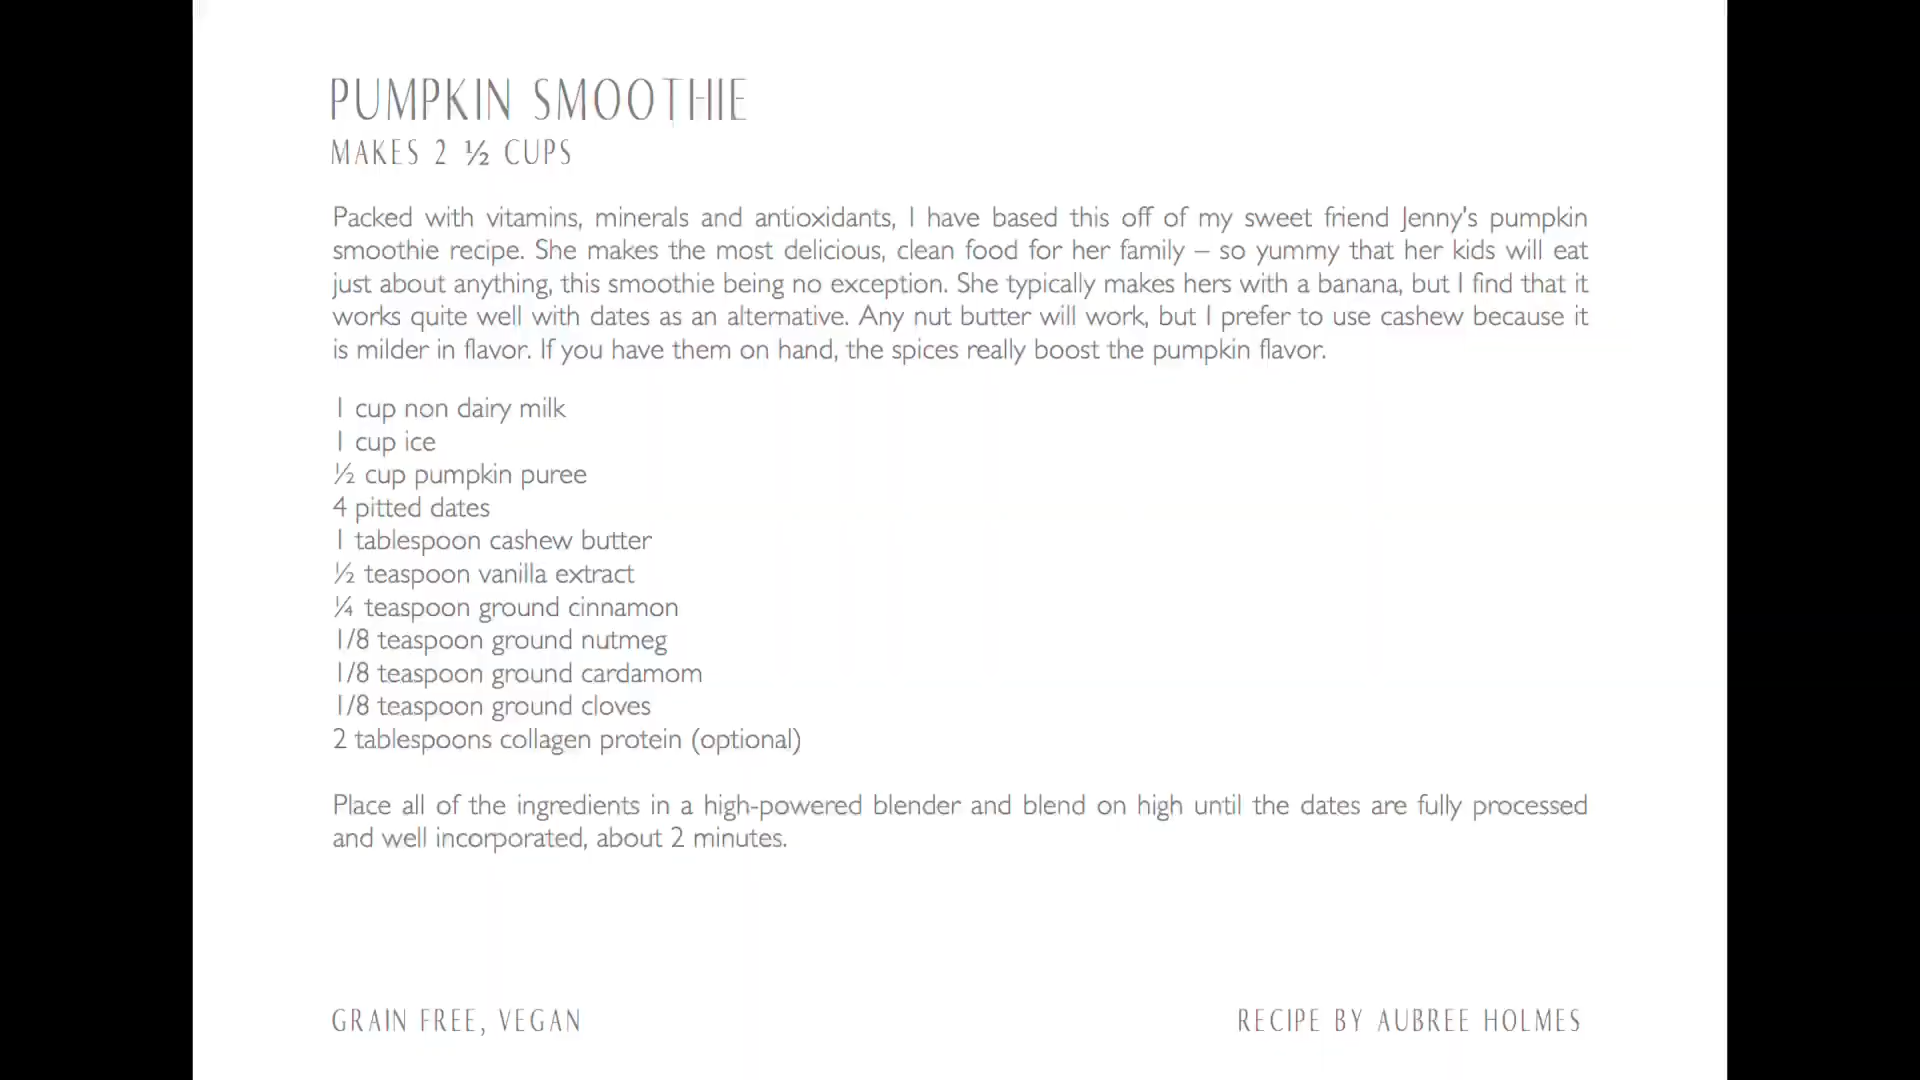 PUMPKIN SMOOTHIE
MAKES 2 ½ CUPS
Packed with vitamins, minerals and antioxidants, I have based this off of my sweet friend Jenny's pumpkin
smoothie recipe. She makes the most delicious, clean food for her family – so yummy that her kids will eat
just about anything, this smoothie being no exception. She typically makes hers with a banana, but I find that it
works quite well with dates as an alternative. Any nut butter will work, but I prefer to use cashew because it
is milder in flavor. If you have them on hand, the spices really boost the pumpkin flavor.
1 cup non dairy milk
1 cup ice
½ cup pumpkin puree
4 pitted dates
1 tablespoon cashew butter
½ teaspoon vanilla extract
¼ teaspoon ground cinnamon
1/8 teaspoon ground nutmeg
1/8 teaspoon ground cardamom
1/8 teaspoon ground cloves
2 tablespoons collagen protein (optional)
Place all of the ingredients in a high-powered blender and blend on high until the dates are fully processed
and well incorporated, about 2 minutes.
GRAIN FREE, VEGAN
RECIPE BY AUBREE HOLMES